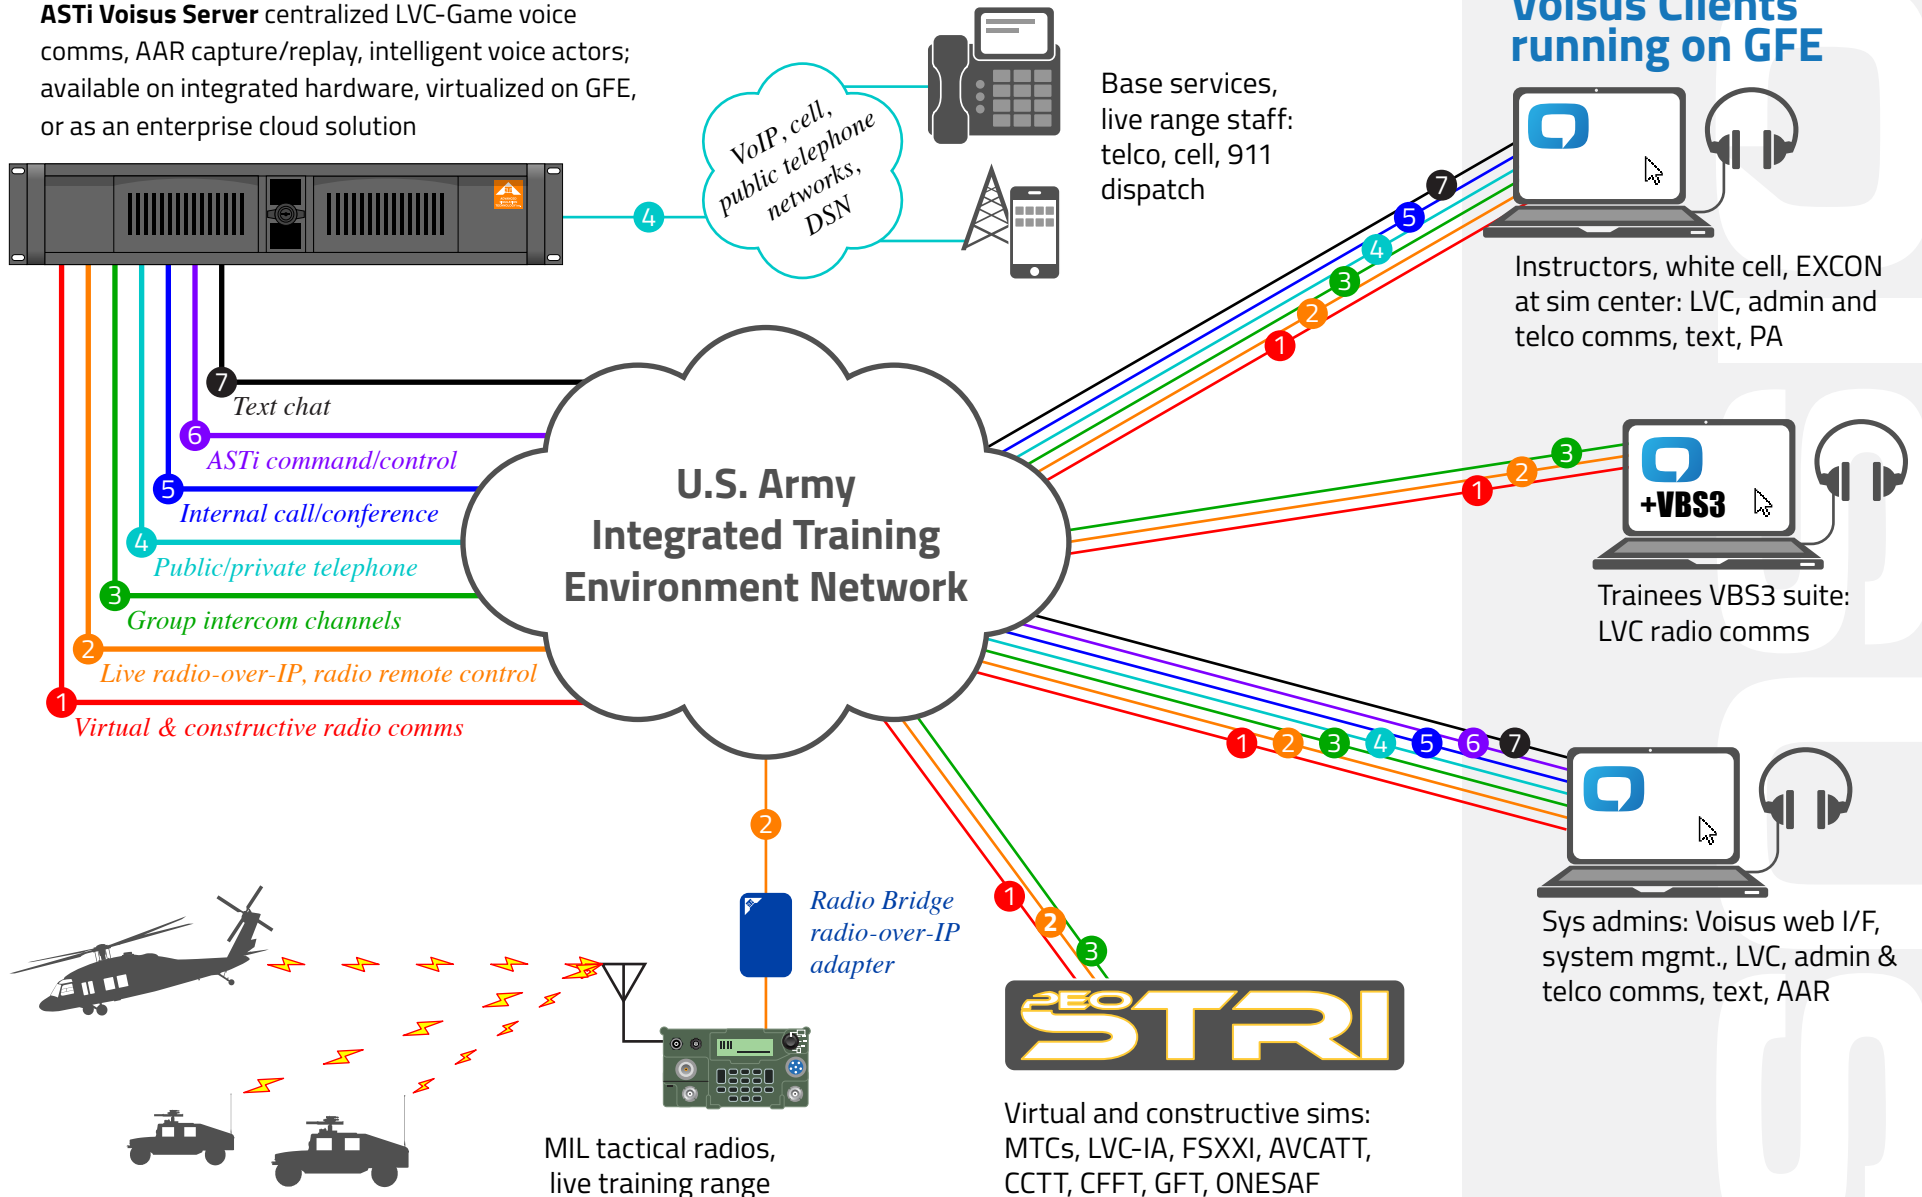 ASTi Voisus Server centralized LVC-Game voice
comms, AAR capture/replay, intelligent voice actors;
available on integrated hardware, virtualized on GFE,
or as an enterprise cloud solution
4
VoIP, cell,
public telephone
networks,
DSN
Base services,
live range staff:
telco, cell, 911
dispatch
Voisus Clients
running on GFE
7
5
4
3
2
1
Instructors, white cell, EXCON
at sim center: LVC, admin and
telco comms, text, PA
7
Text chat
6
ASTi command/control
5
Internal call/conference
4
Public/private telephone
3
Group intercom channels
2
Live radio-over-IP, radio remote control
1
Virtual & constructive radio comms
U.S. Army
Integrated Training
Environment Network
3
2
1
+VBS3
Trainees VBS3 suite:
LVC radio comms
1 2 3 4 5 6 7
Sys admins: Voisus web I/F,
system mgmt., LVC, admin &
telco comms, text, AAR
2
Radio Bridge
radio-over-IP
adapter
1
2
3
PEO
STRI
MIL tactical radios,
live training range
Virtual and constructive sims:
MTCs, LVC-IA, FSXXI, AVCATT,
CCTT, CFFT, GFT, ONESAF